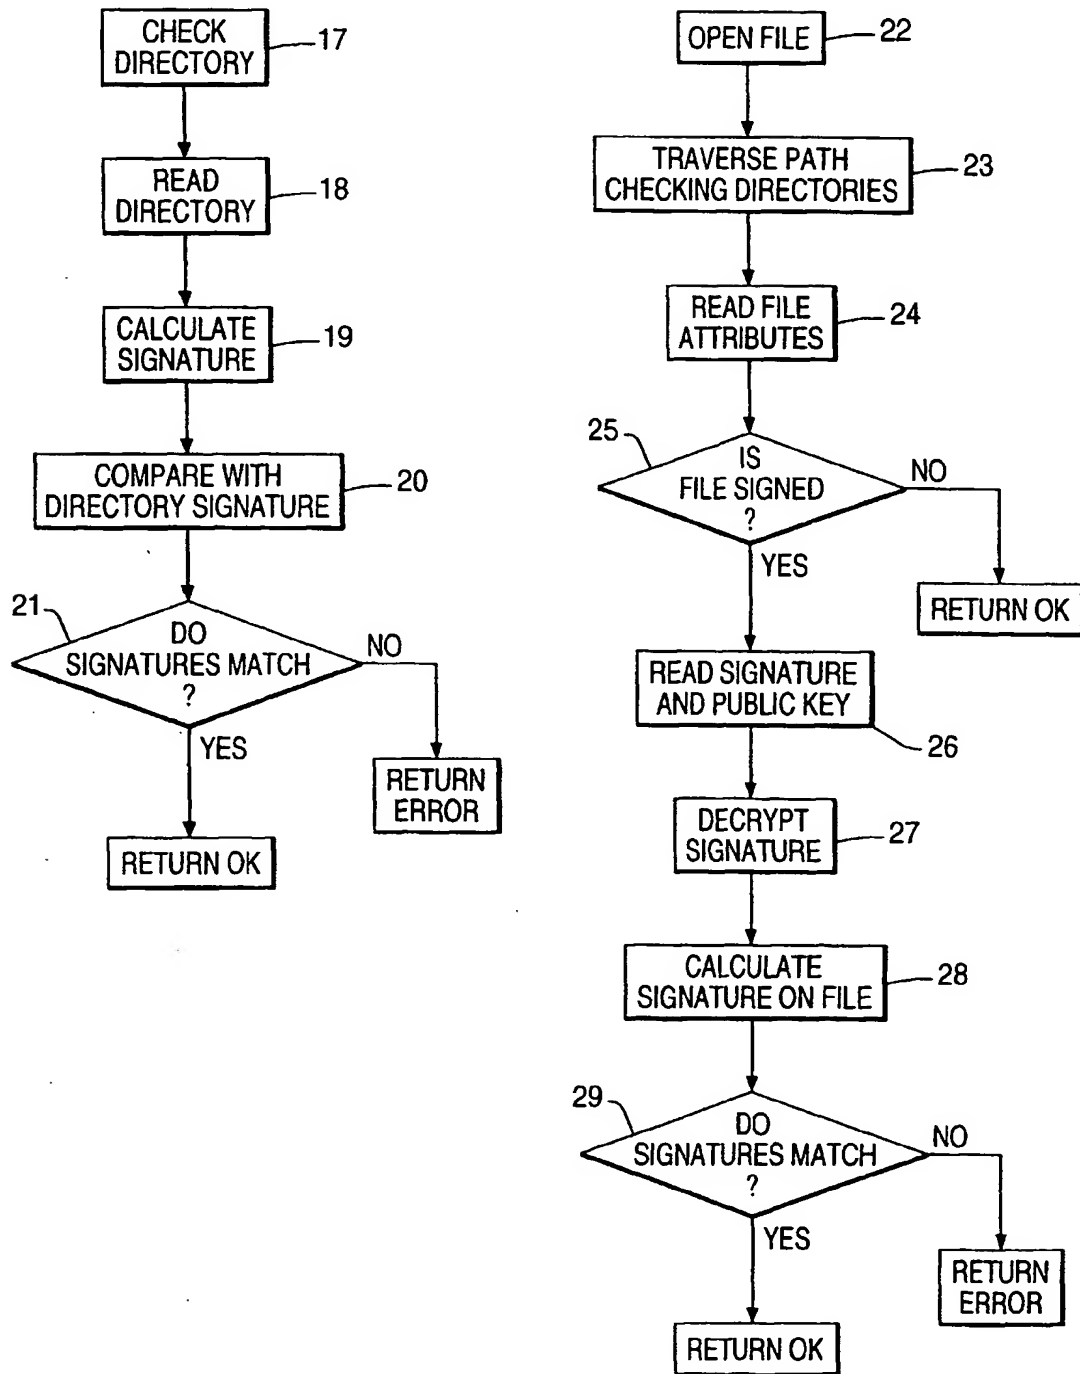 CHECK
DIRECTORY
17
READ
DIRECTORY
18
CALCULATE
SIGNATURE
19
COMPARE WITH
DIRECTORY SIGNATURE
20
21
DO
SIGNATURES MATCH
?
NO
YES
RETURN
ERROR
RETURN OK
OPEN FILE
22
TRAVERSE PATH
CHECKING DIRECTORIES
23
READ FILE
ATTRIBUTES
24
25
IS
FILE SIGNED
?
NO
YES
RETURN OK
READ SIGNATURE
AND PUBLIC KEY
26
DECRYPT
SIGNATURE
27
CALCULATE
SIGNATURE ON FILE
28
29
DO
SIGNATURES MATCH
?
NO
YES
RETURN
ERROR
RETURN OK